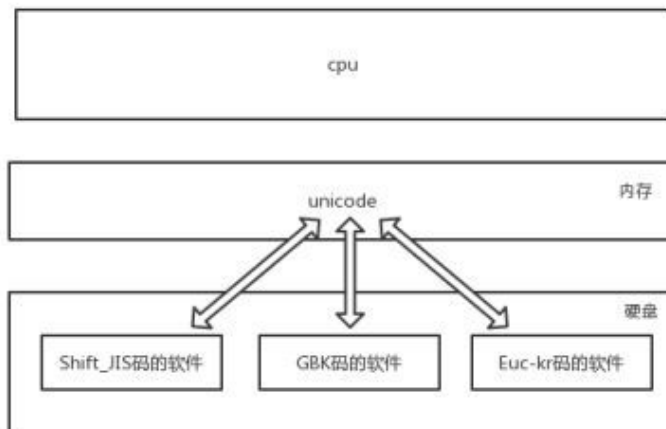 cpu
内存
unicode
硬盘
Shift_JIS码的软件
GBK码的软件
Euc-kr码的软件